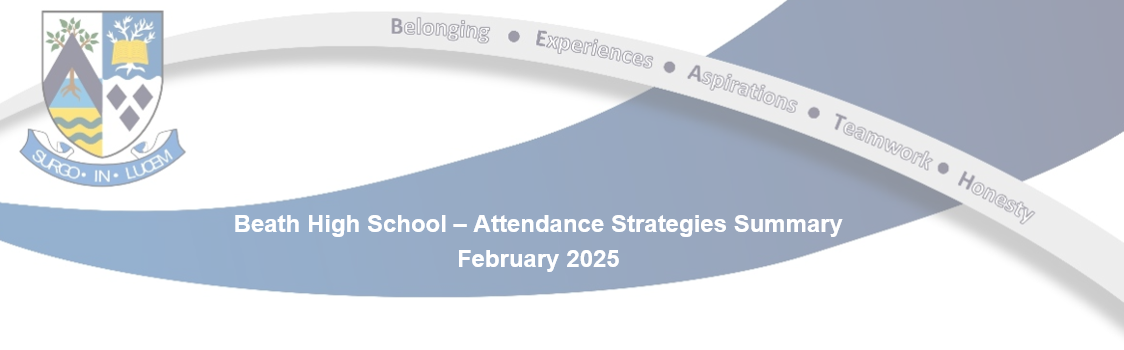 Belonging • Experiences • Aspirations • Teamwork • Honesty
SURGO • IN • LUCEM
Beath High School – Attendance Strategies Summary
February 2025